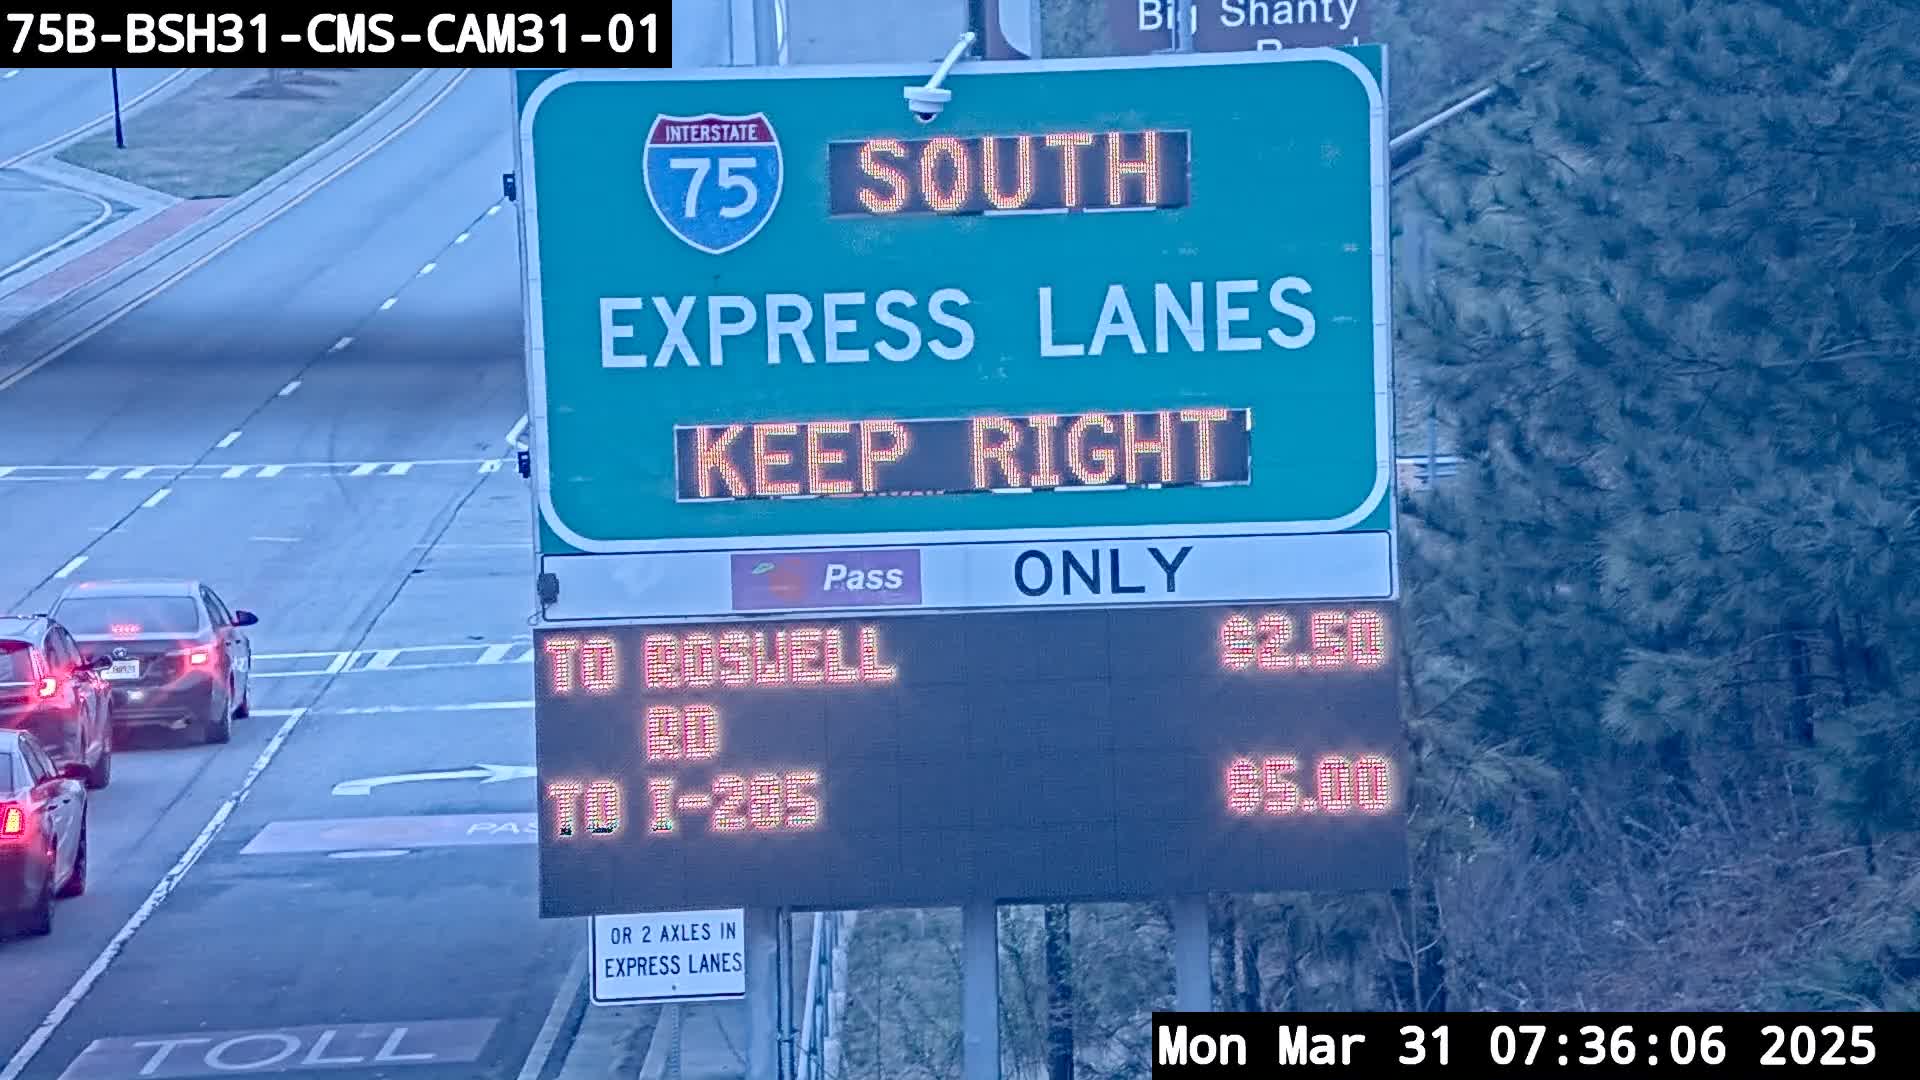 75B-BSH31-CMS-CAM31-01
Big Shanty
INTERSTATE
75
SOUTH
EXPRESS LANES
KEEP RIGHT
Pass
ONLY
TO ROSWELL $2.50
RD
TO I-285 $5.00
OR 2 AXLES IN
EXPRESS LANES
TOLL
Mon Mar 31 07:36:06 2025